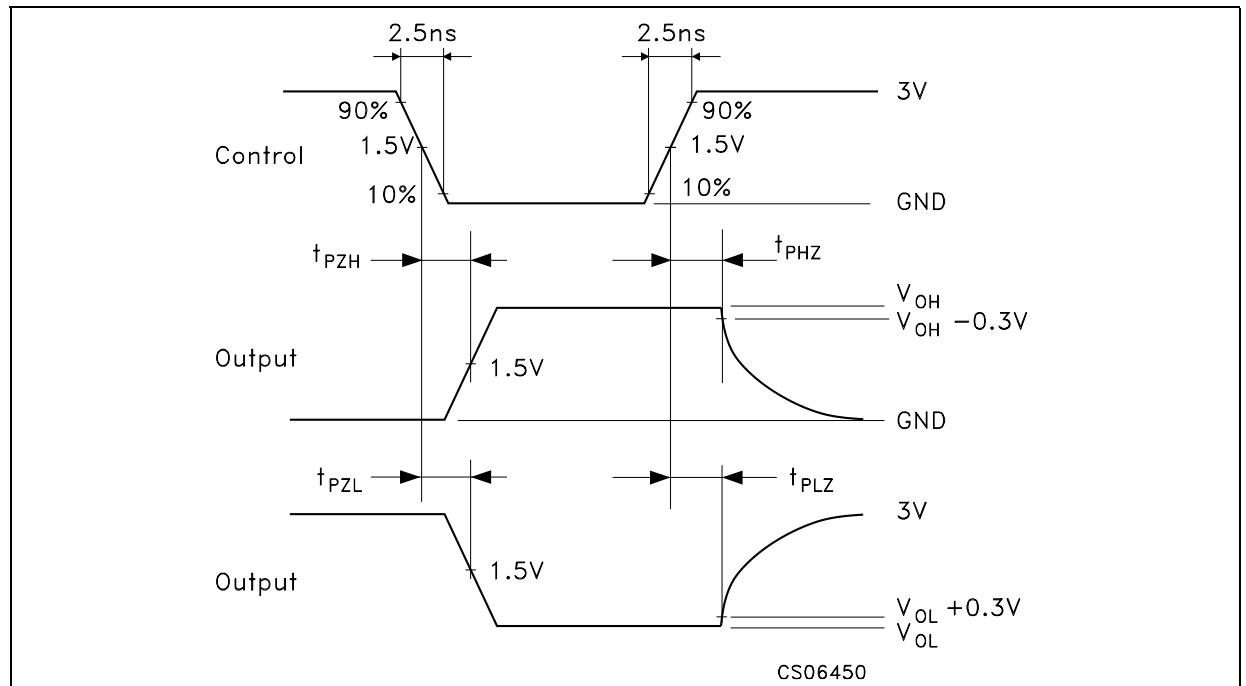 2.5ns 2.5ns
3V
90% 90%
1.5V 1.5V
Control
10% 10%
GND
tPZH tPHZ
VOH
VOH -0.3V
Output
1.5V
GND
tPZL tPLZ
3V
1.5V
Output
VOL +0.3V
VOL
CS06450